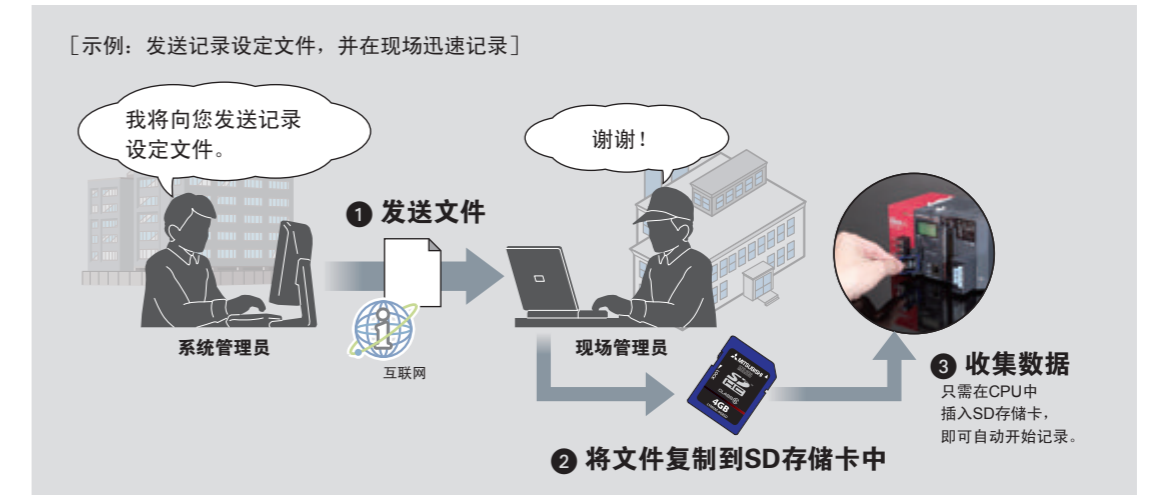 ［示例：发送记录设定文件，并在现场迅速记录］
我将向您发送记录
设定文件。
谢谢！
❶ 发送文件
系统管理员
互联网
现场管理员
MITSUBISHI
SD
HC
CLASS
4GB
❷ 将文件复制到SD存储卡中
❸ 收集数据
只需在CPU中
插入SD存储卡，
即可自动开始记录。